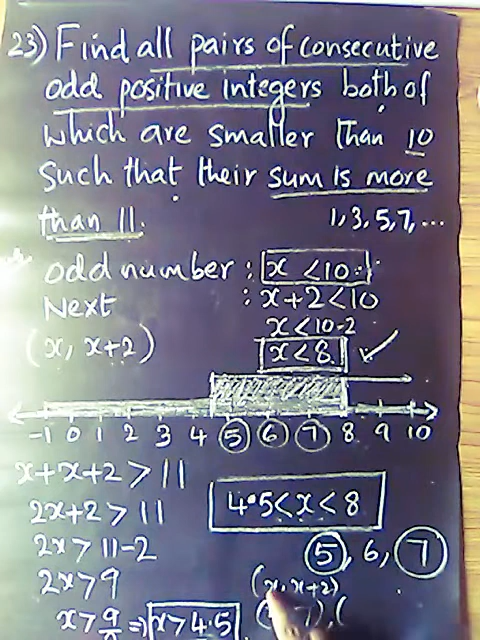 23) Find all pairs of consecutive
odd positive integers both of
which are smaller than 10
such that their sum is more
than 11.
1, 3, 5, 7, ...
odd number : x < 10
Next : x+2 < 10
x < 10-2
(x, x+2)
x < 8
-1 0 1 2 3 4 5 6 7 8 9 10
x+x+2 > 11
2x+2 > 11
4.5 < x < 8
2x > 11-2
5, 6, 7
2x > 9
(x, x+2)
x > 9 => x > 4.5
7), (